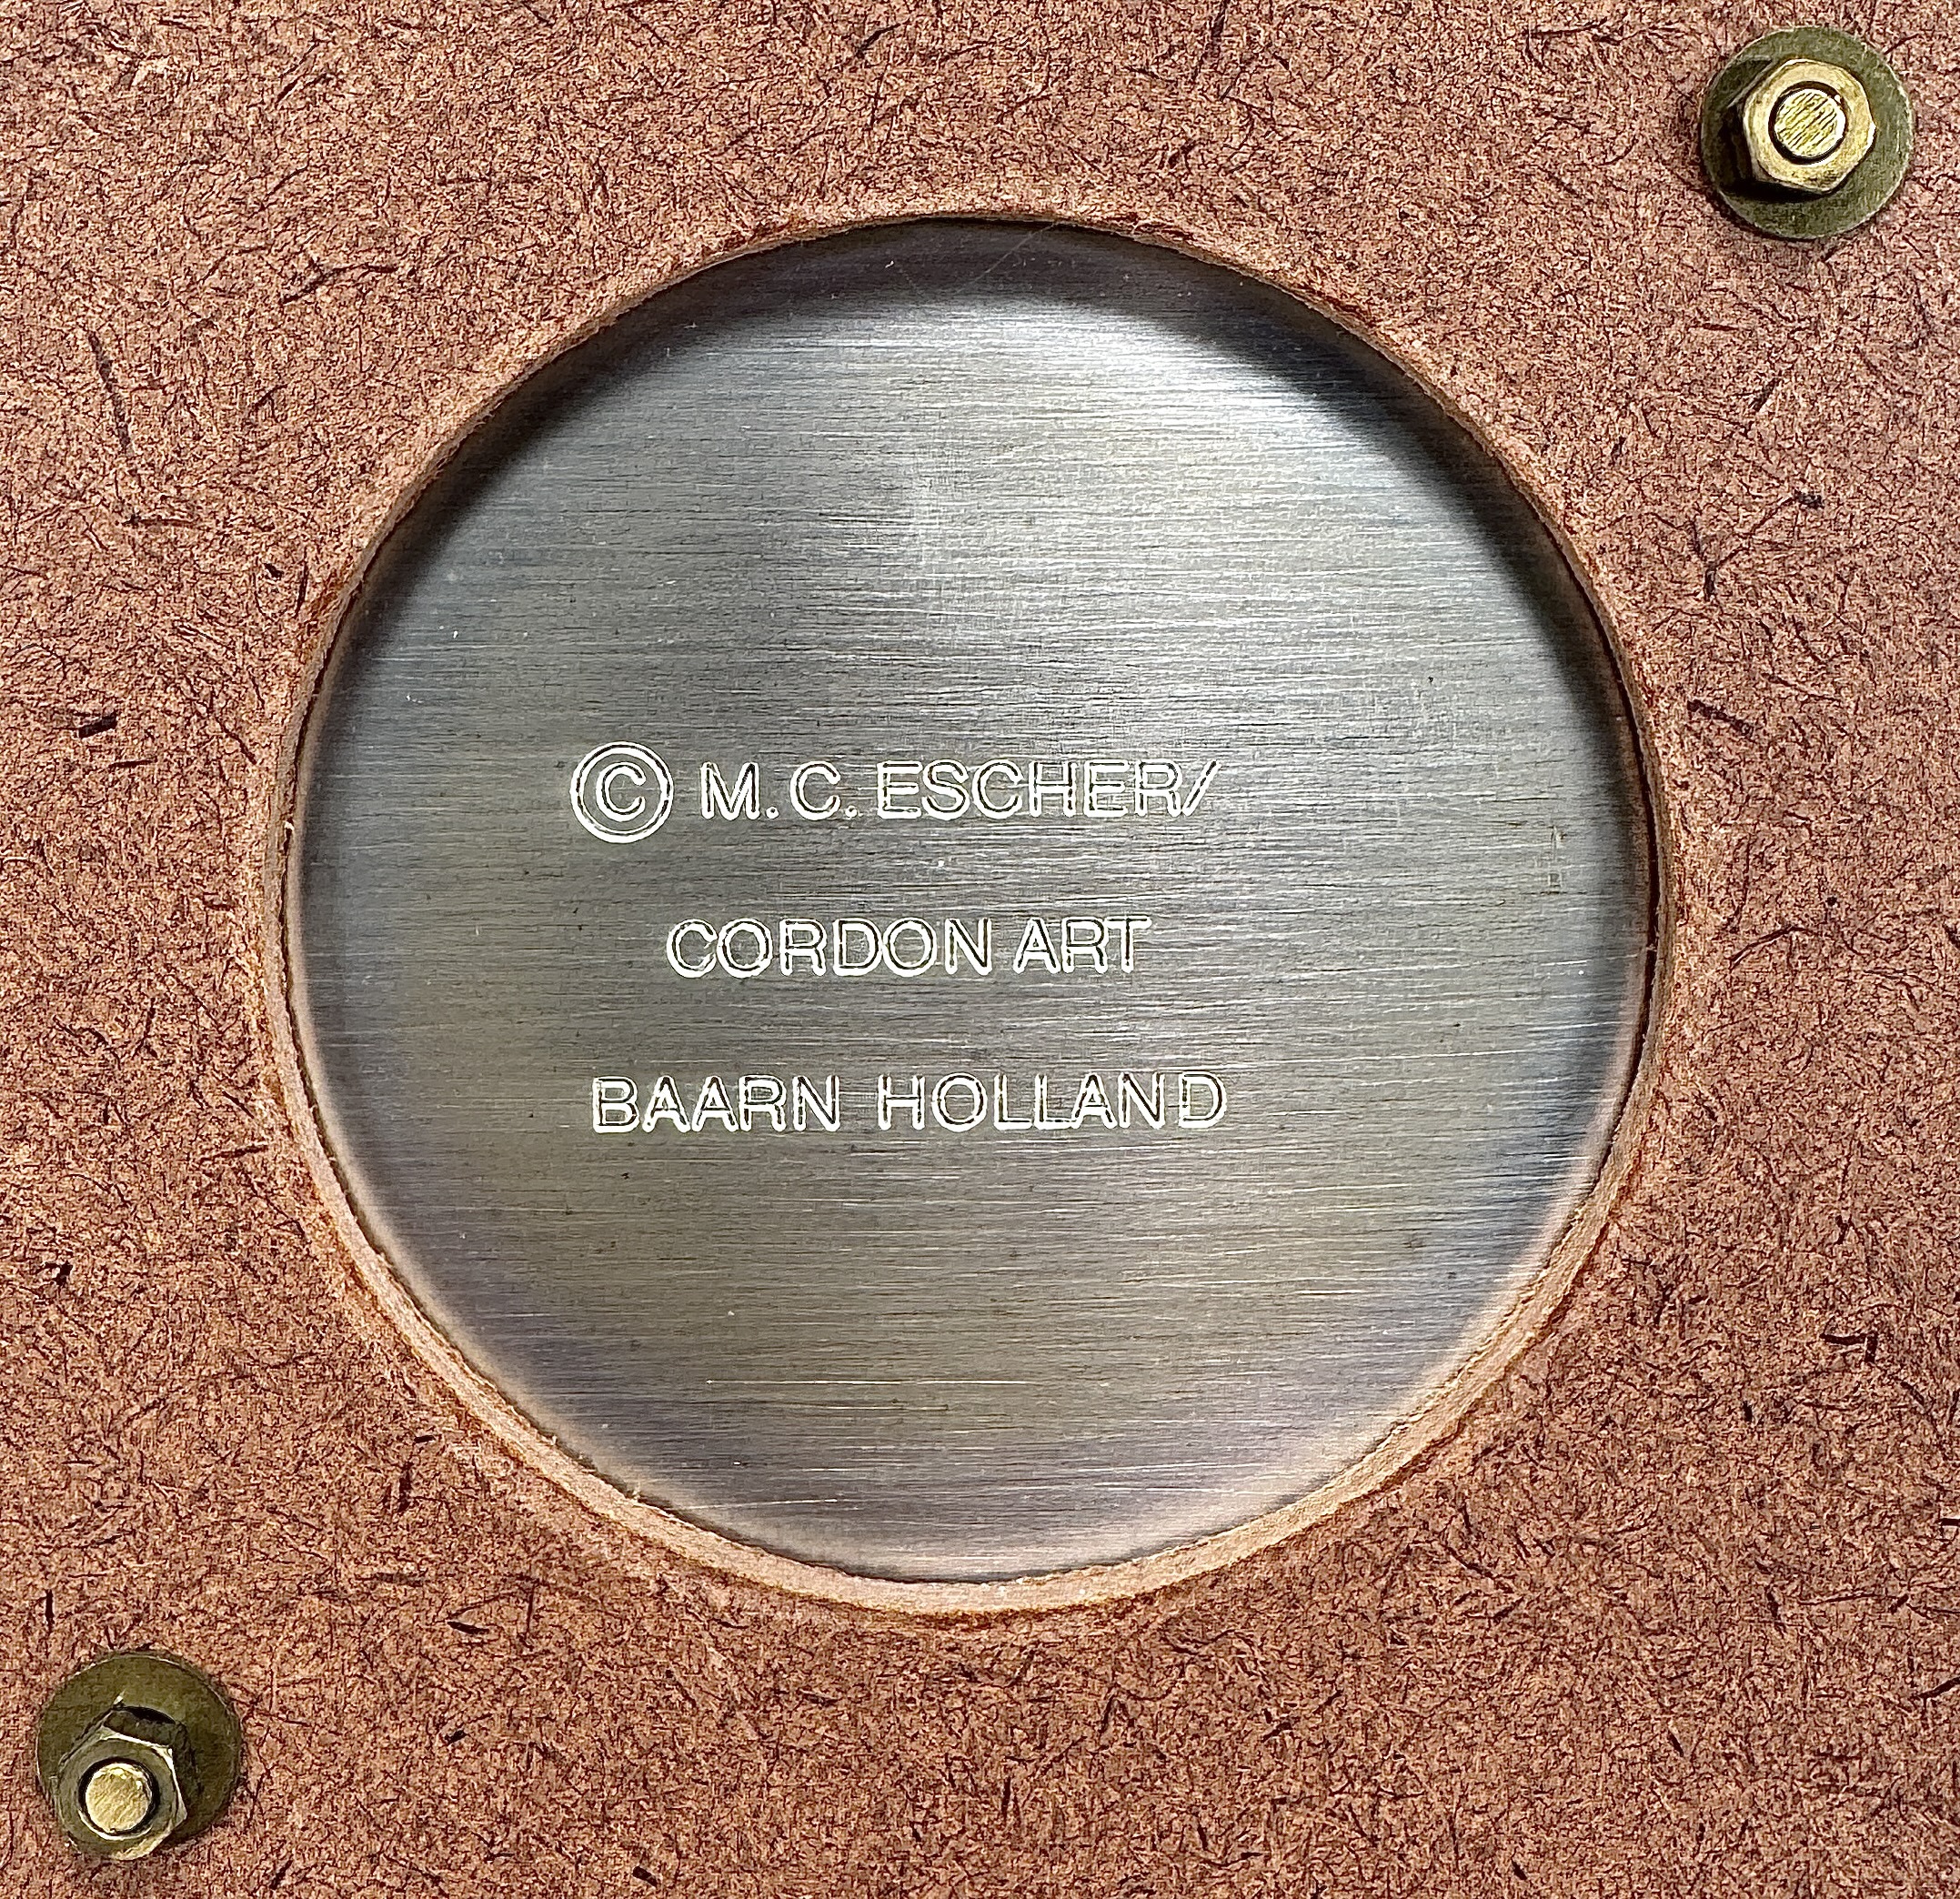 © M. C. ESCHER/
CORDON ART
BAARN HOLLAND